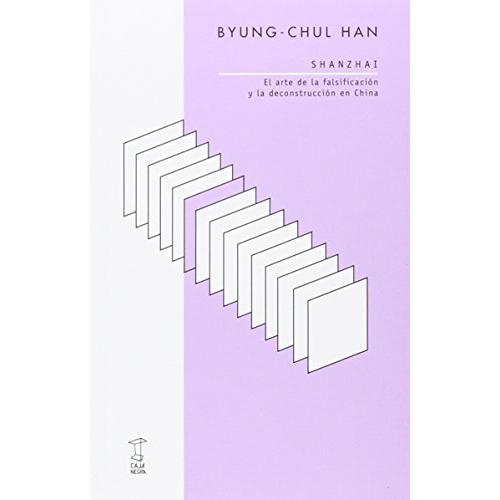 BYUNG-CHUL HAN
SHANZHAI
El arte de la falsificación
y la deconstrucción en China
CAJA
NEGRA